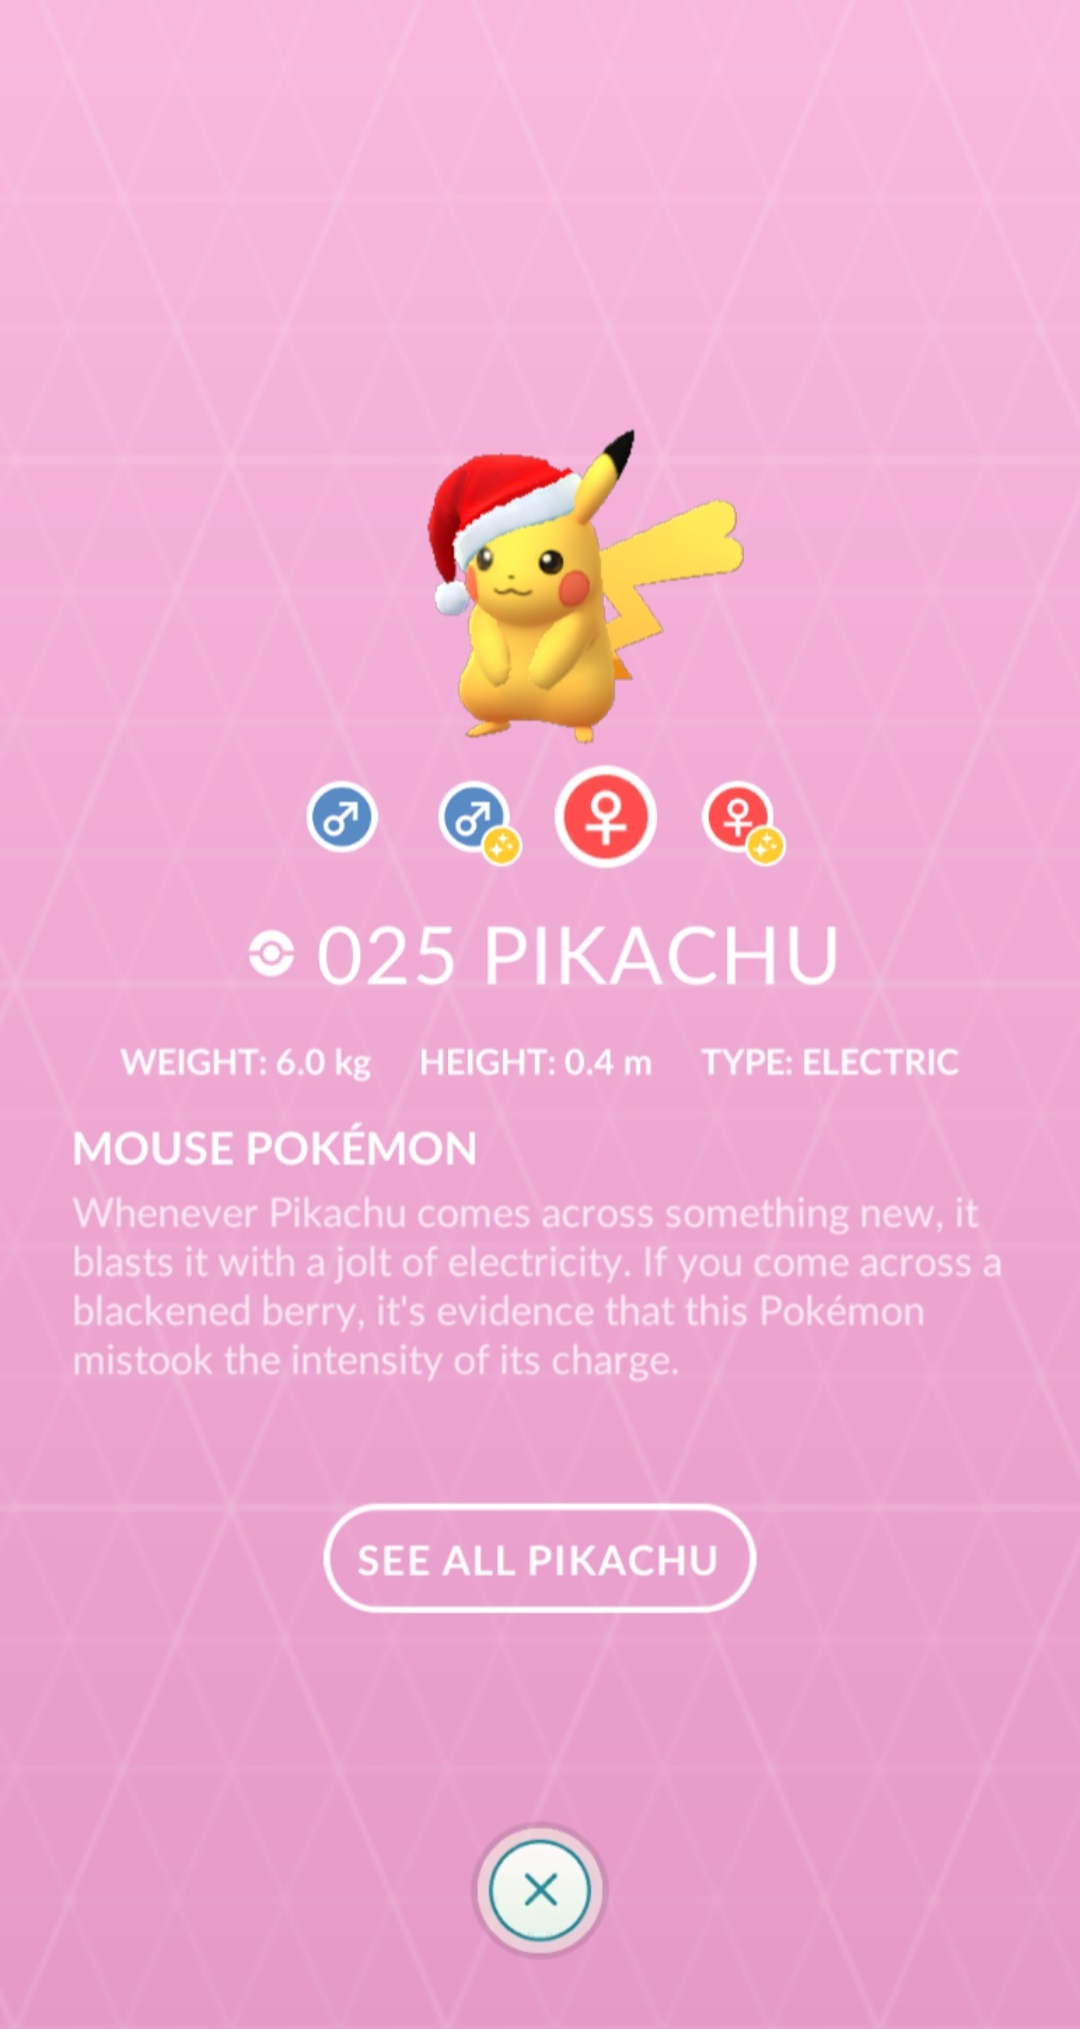 025 PIKACHU
WEIGHT: 6.0 kg HEIGHT: 0.4 m TYPE: ELECTRIC
MOUSE POKÉMON
Whenever Pikachu comes across something new, it
blasts it with a jolt of electricity. If you come across a
blackened berry, it's evidence that this Pokémon
mistook the intensity of its charge.
SEE ALL PIKACHU